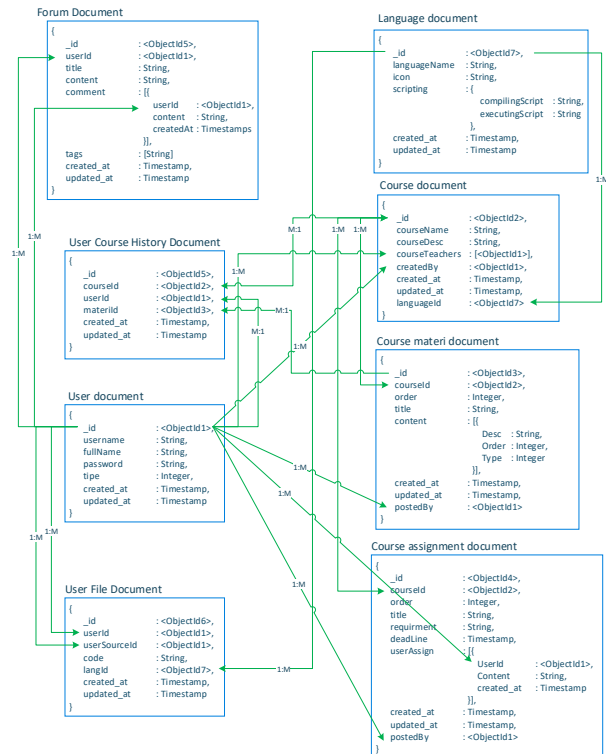 Forum Document
{
_id : <ObjectId5>,
userId : <ObjectId1>,
title : String,
content : String,
comment : [{
userId : <ObjectId1>,
content : String,
createdAt : Timestamps
}],
tags : [String]
created_at : Timestamp,
updated_at : Timestamp
}
Language document
{
_id : <ObjectId7>,
languageName : String,
icon : String,
scripting : {
compilingScript : String,
executingScript : String
},
created_at : Timestamp,
updated_at : Timestamp
}
1:M
Course document
{
_id : <ObjectId2>,
courseName : String,
courseDesc : String,
courseTeachers : [<ObjectId1>],
createdBy : <ObjectId1>,
created_at : Timestamp,
updated_at : Timestamp,
languageId : <ObjectId7>
}
M:1
1:M
1:M
1:M
1:M
User Course History Document
{
_id : <ObjectId5>,
courseId : <ObjectId2>,
userId : <ObjectId1>,
materiId : <ObjectId3>,
created_at : Timestamp,
updated_at : Timestamp
}
1:M
M:1
M:1
1:M
Course materi document
{
_id : <ObjectId3>,
courseId : <ObjectId2>,
order : Integer,
title : String,
content : [{
Desc : String,
Order : Integer,
Type : Integer
}],
created_at : Timestamp,
updated_at : Timestamp,
postedBy : <ObjectId1>
}
User document
{
_id : <ObjectId1>,
username : String,
fullName : String,
password : String,
tipe : Integer,
created_at : Timestamp,
updated_at : Timestamp
}
1:M
1:M
1:M
1:M
1:M
Course assignment document
{
_id : <ObjectId4>,
courseId : <ObjectId2>,
order : Integer,
title : String,
requirment : String,
deadLine : Timestamp,
userAssign : [{
UserId : <ObjectId1>,
Content : String,
created_at : Timestamp
}],
created_at : Timestamp,
updated_at : Timestamp,
postedBy : <ObjectId1>
}
User File Document
{
_id : <ObjectId6>,
userId : <ObjectId1>,
userSourceId : <ObjectId1>,
code : String,
langId : <ObjectId7>,
created_at : Timestamp,
updated_at : Timestamp
}
1:M